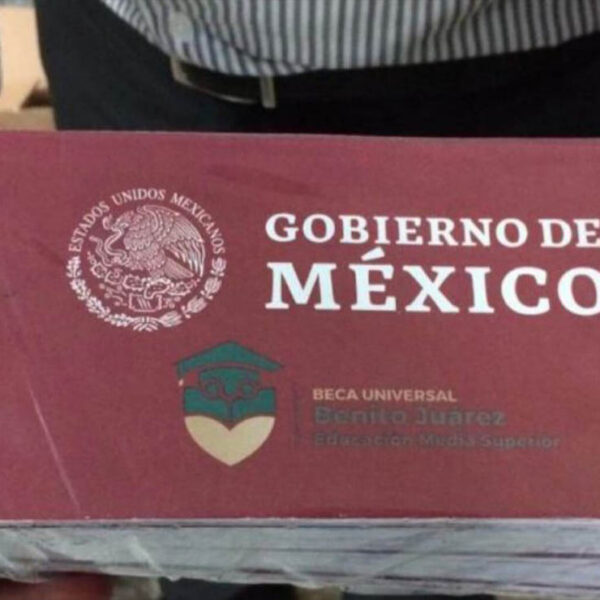 ESTADOS UNIDOS MEXICANOS
GOBIERNO DE
MÉXICO
BECA UNIVERSAL
Benito Juárez
Educación Media Superior